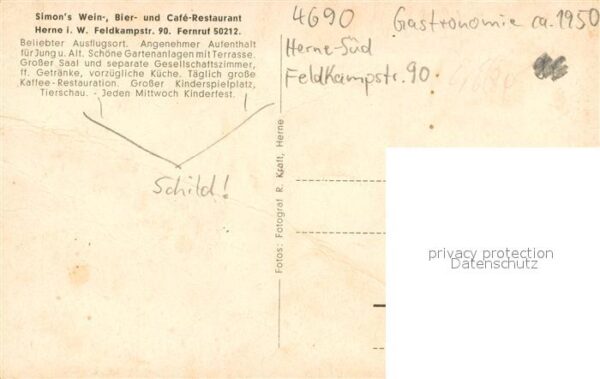 Simon's Wein-, Bier- und Café-Restaurant
Herne i. W. Feldkampstr. 90. Fernruf 50212.
Beliebter Ausflugsort. Angenehmer Aufenthalt
für Jung u. Alt. Schöne Gartenanlagen mit Terrasse.
Großer Saal und separate Gesellschaftszimmer,
ff. Getränke, vorzügliche Küche. Täglich große
Kaffee-Restauration. Großer Kinderspielplatz,
Tierschau. - Jeden Mittwoch Kinderfest.
Schild!
Fotos: Fotograf R. Kraft, Herne
4690 Gastronomie ca. 1950
Herne-Süd
Feldkampstr. 90
privacy protection
Datenschutz